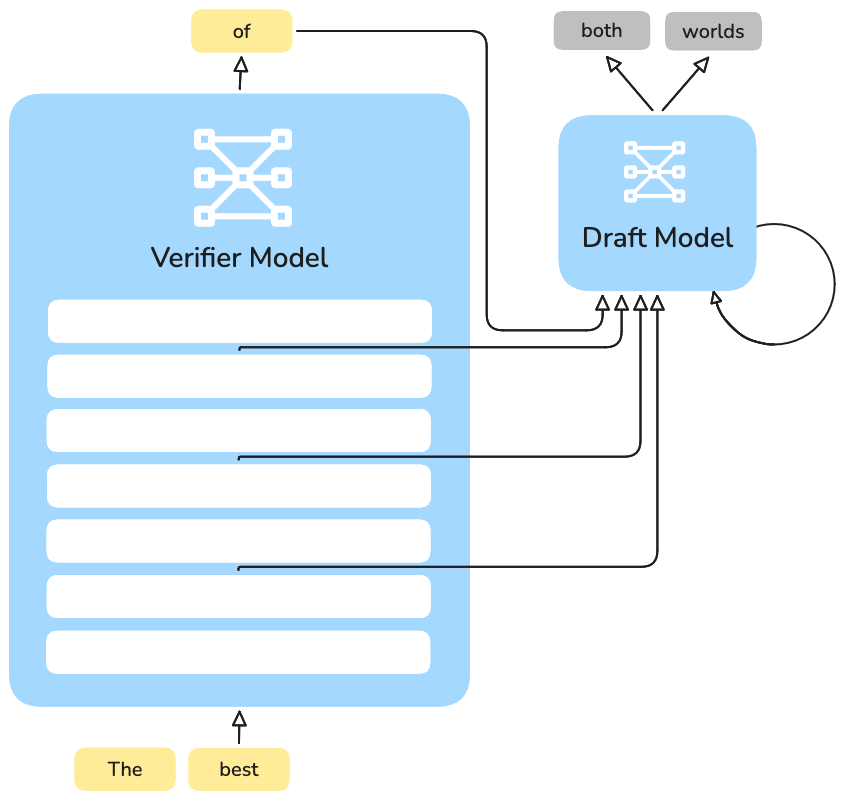 of
both
worlds
Verifier Model
Draft Model
The
best